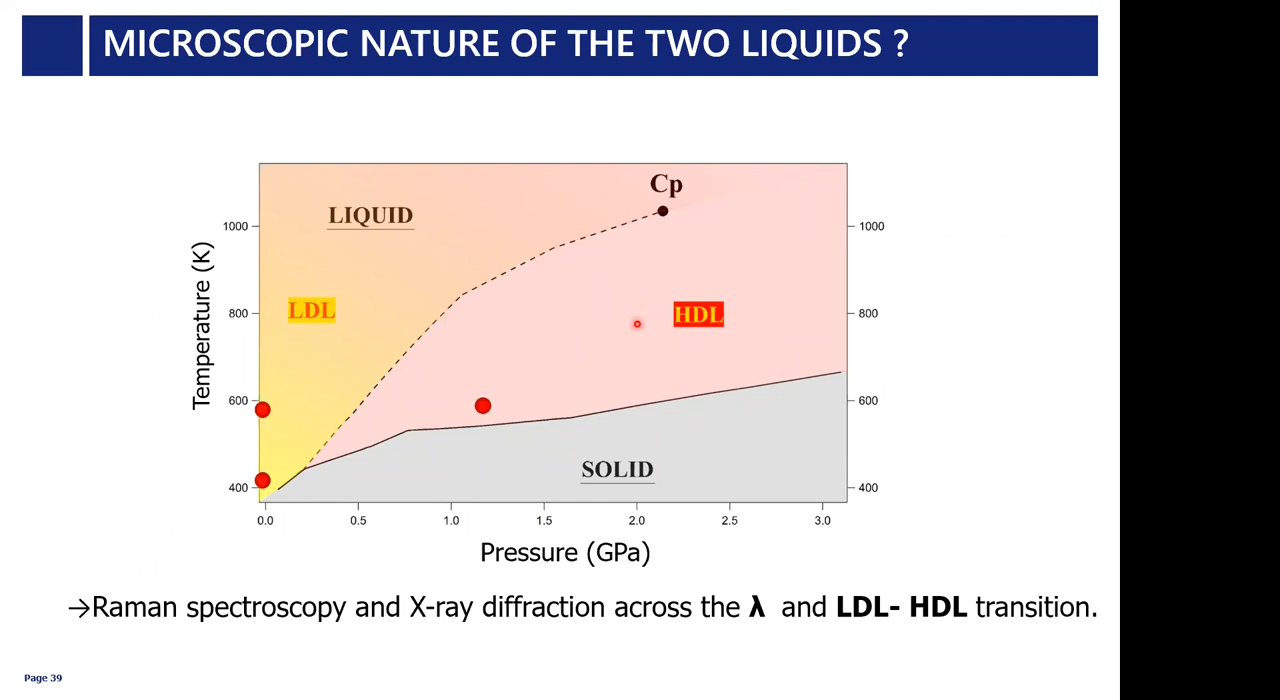 MICROSCOPIC NATURE OF THE TWO LIQUIDS ?
Cp
LIQUID
1000
1000
LDL
HDL
800
800
Temperature (K)
600
600
SOLID
400
400
0.0 0.5 1.0 1.5 2.0 2.5 3.0
Pressure (GPa)
→Raman spectroscopy and X-ray diffraction across the λ and LDL- HDL transition.
Page 39